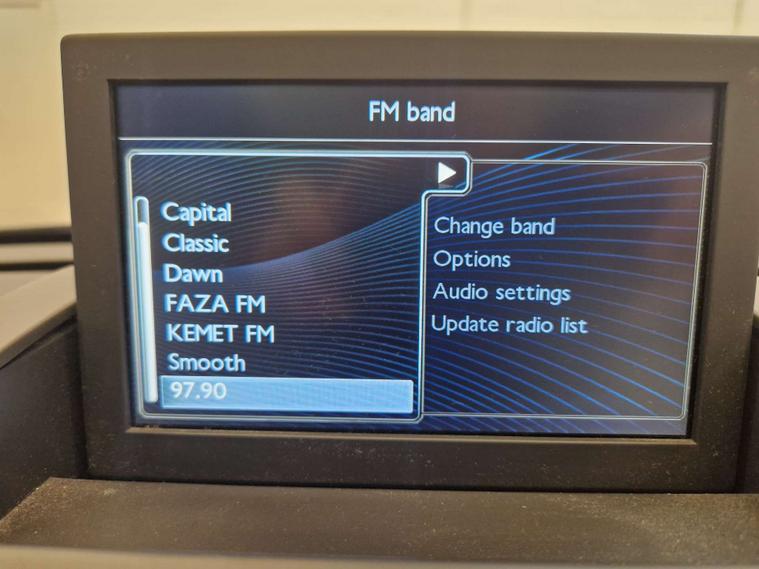 FM band
Capital
Classic
Dawn
FAZA FM
KEMET FM
Smooth
97.90
Change band
Options
Audio settings
Update radio list